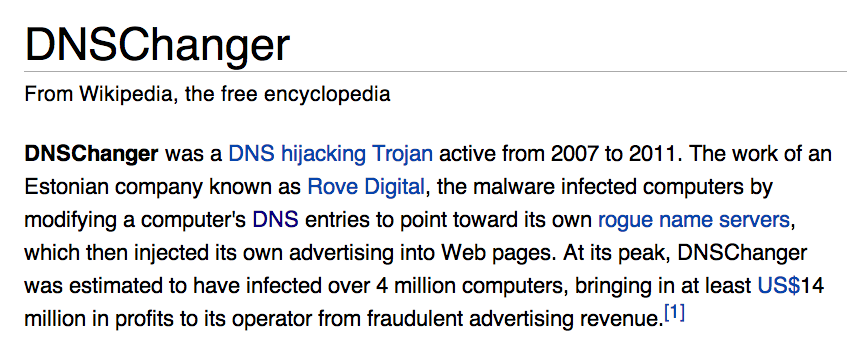 DNSChanger
From Wikipedia, the free encyclopedia
DNSChanger was a DNS hijacking Trojan active from 2007 to 2011. The work of an
Estonian company known as Rove Digital, the malware infected computers by
modifying a computer's DNS entries to point toward its own rogue name servers,
which then injected its own advertising into Web pages. At its peak, DNSChanger
was estimated to have infected over 4 million computers, bringing in at least US$14
million in profits to its operator from fraudulent advertising revenue.[1]